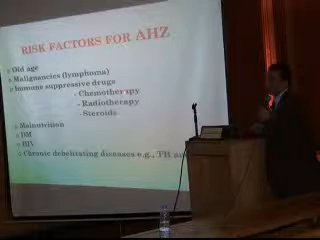 RISK FACTORS FOR AHZ
Old age
Malignancies (lymphoma)
Immune suppressive drugs
- Chemotherapy
- Radiotherapy
- Steroids
Malnutrition
DM
HIV
Chronic debilitating diseases e.g., TB